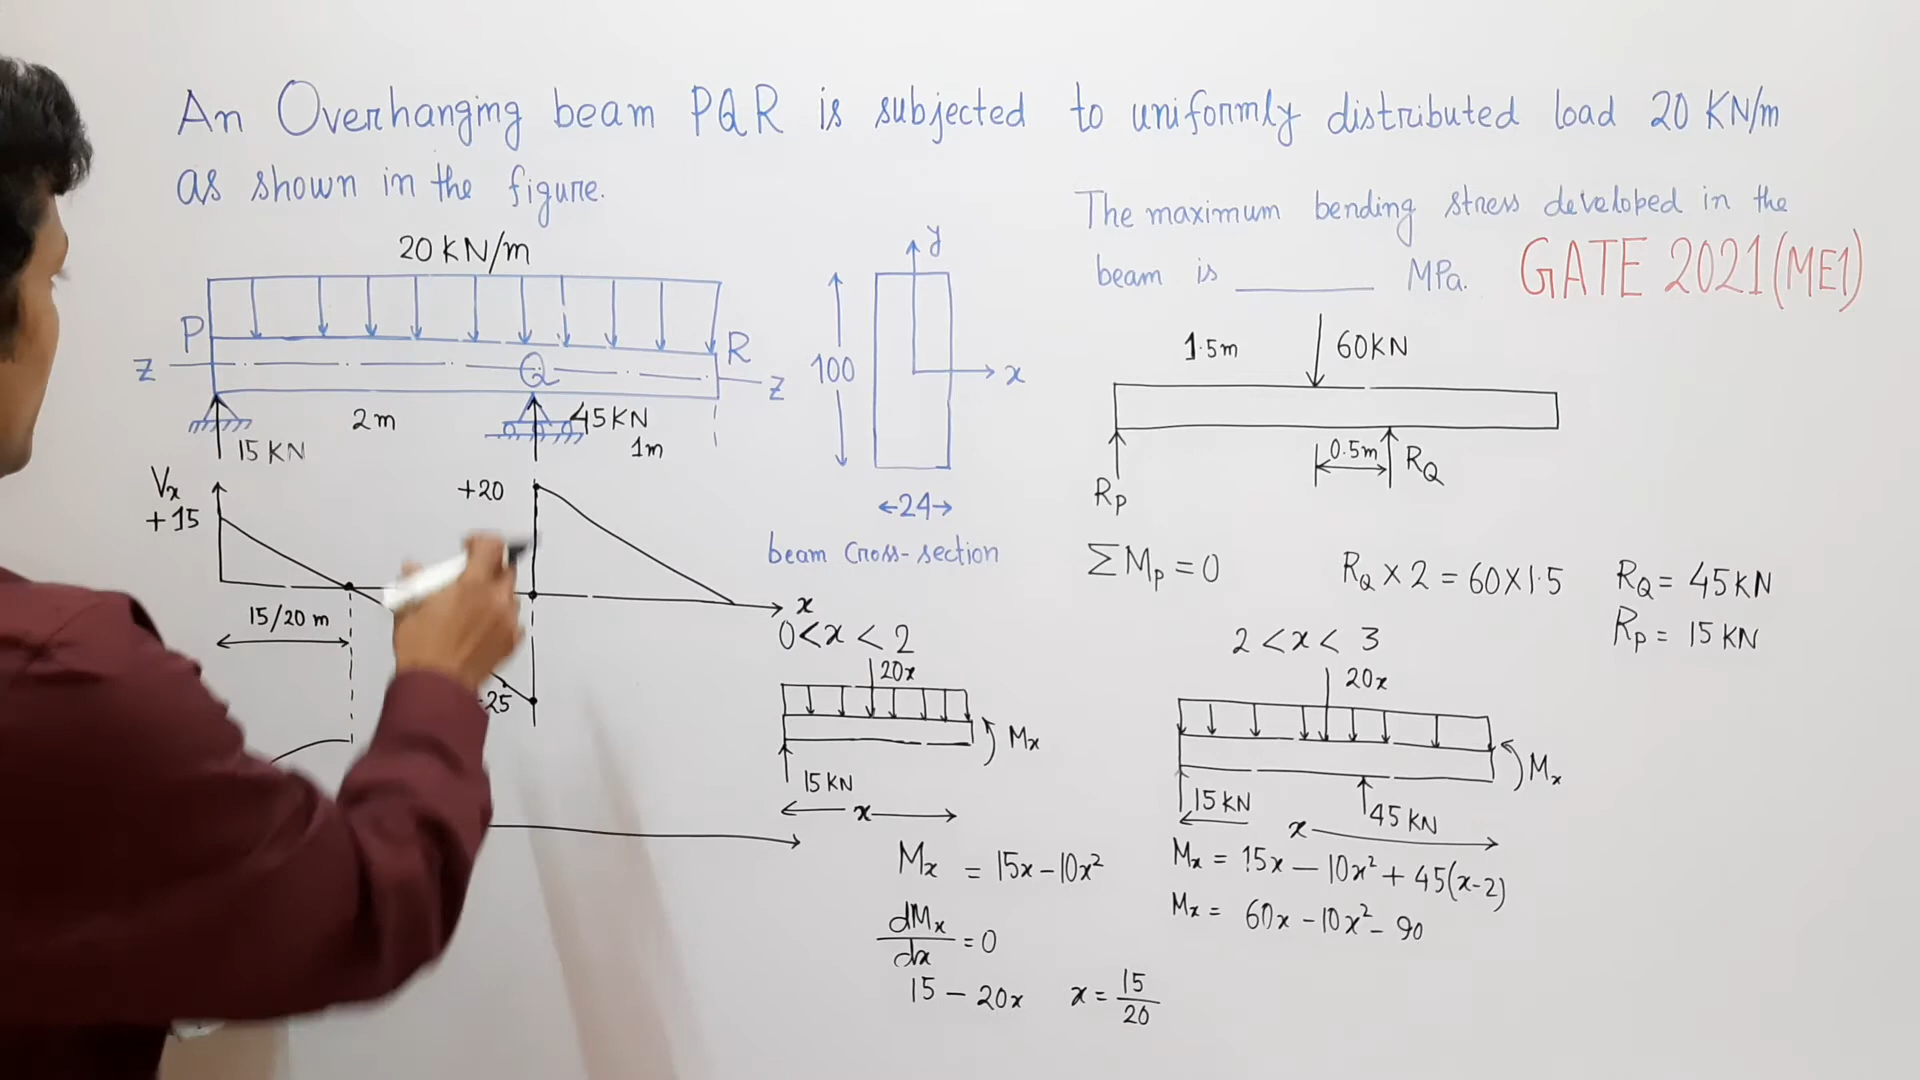 An Overhanging beam PQR is subjected to uniformly distributed load 20 KN/m
as shown in the figure.
The maximum bending stress developed in the
beam is ________ MPa.
GATE 2021(ME1)
20 KN/m
P
Q
R
Z
Z
2m
45KN
1m
15 KN
y
x
100
←24→
beam cross-section
1.5m
60KN
0.5m
RQ
RP
Vx
+15
+20
15/20 m
-25
x
ΣMp = 0
RQ × 2 = 60×1.5
RQ = 45KN
RP = 15 KN
0<x<2
20x
Mx
15KN
x
Mx = 15x-10x²
dMx/dx = 0
15 - 20x
x = 15/20
2<x<3
20x
Mx
15KN
45 KN
x
Mx = 15x - 10x² + 45(x-2)
Mx = 60x - 10x² - 90